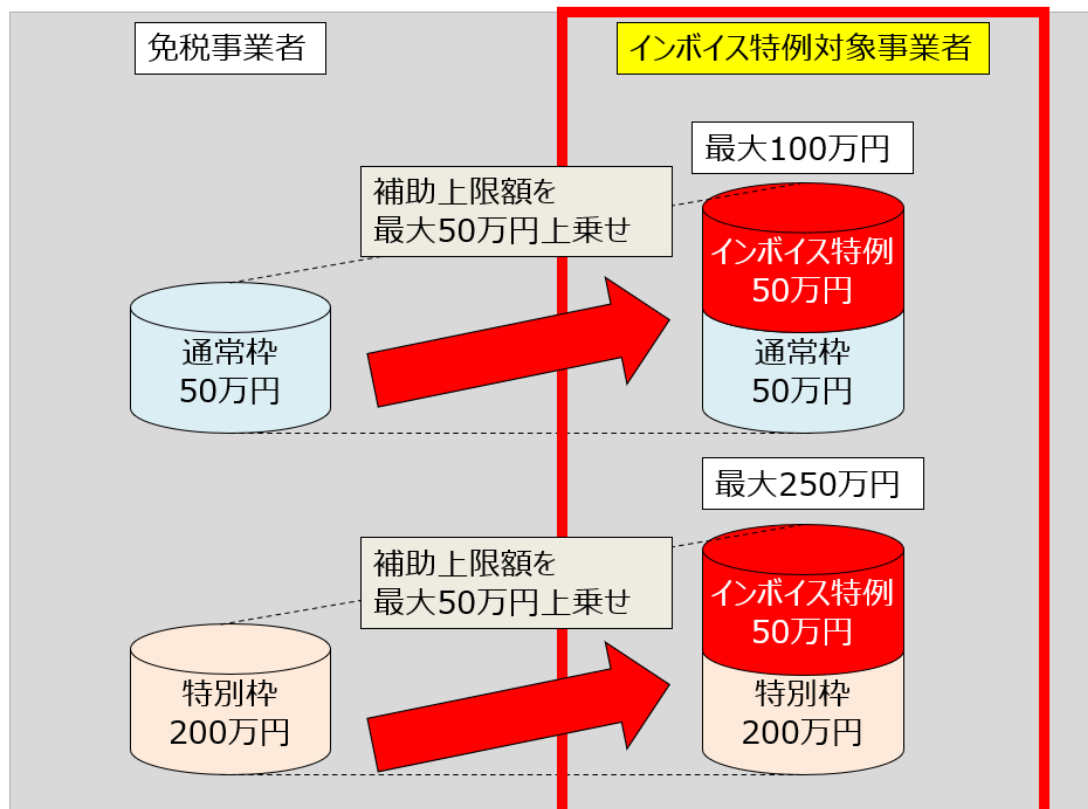 免税事業者
インボイス特例対象事業者
最大100万円
補助上限額を
最大50万円上乗せ
インボイス特例
50万円
通常枠
50万円
通常枠
50万円
最大250万円
補助上限額を
最大50万円上乗せ
インボイス特例
50万円
特別枠
200万円
特別枠
200万円